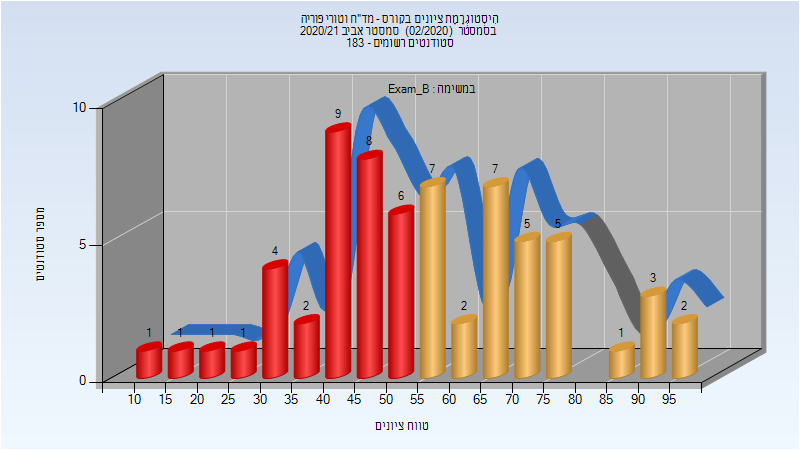 היסטוגרמת ציונים בקורס - מד"ח וטורי פוריה
בסמסטר (02/2020) סמסטר אביב 2020/21
סטודנטים רשומים - 183
במשימה : Exam_B
מספר סטודנטים
10
5
0
1
1
1
1
4
2
9
8
6
7
2
7
5
5
1
3
2
10 15 20 25 30 35 40 45 50 55 60 65 70 75 80 85 90 95
טווח ציונים